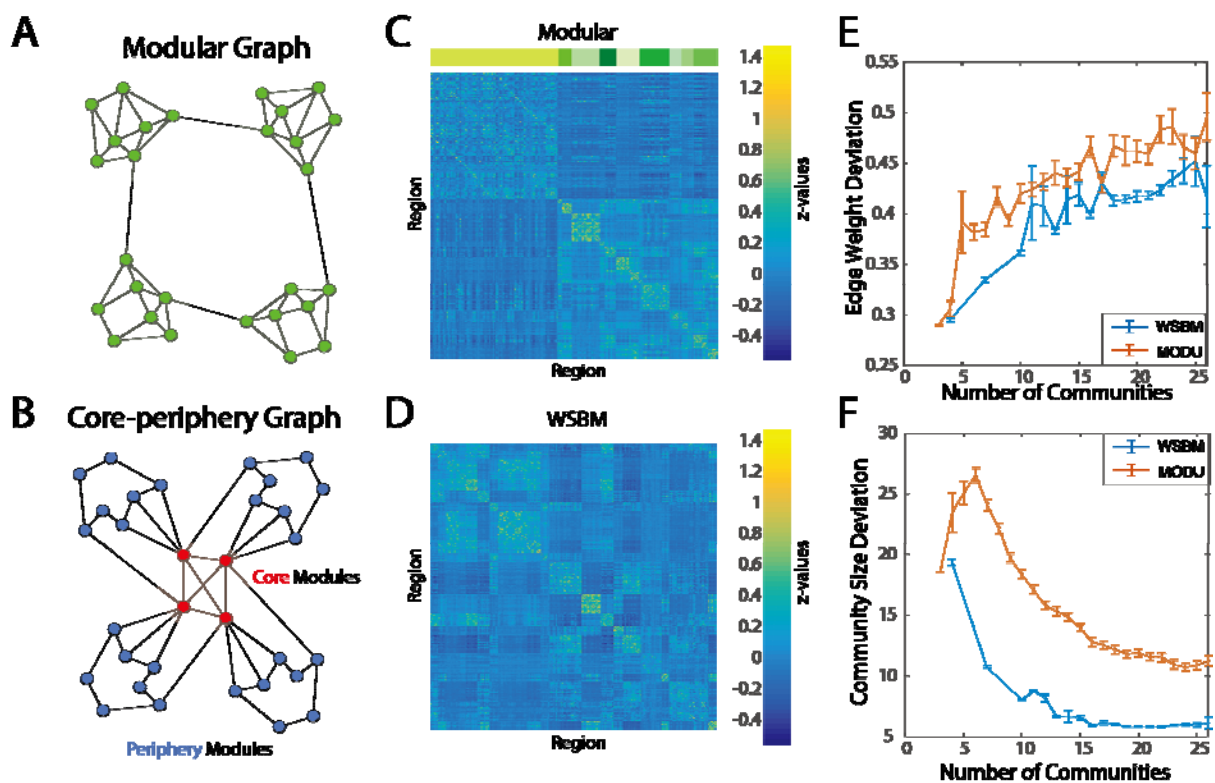 A
Modular Graph
B
Core-periphery Graph
Core Modules
Periphery Modules
C
Modular
Region
Region
1.4
1.2
1
0.8
0.6
0.4
0.2
0
-0.2
-0.4
z-values
D
WSBM
Region
Region
1.4
1.2
1
0.8
0.6
0.4
0.2
0
-0.2
-0.4
z-values
E
Edge Weight Deviation
0.55
0.5
0.45
0.4
0.35
0.3
0.25
0
5
10
15
20
25
Number of Communities
WSBM
MODU
F
Community Size Deviation
30
25
20
15
10
5
0
5
10
15
20
25
Number of Communities
WSBM
MODU